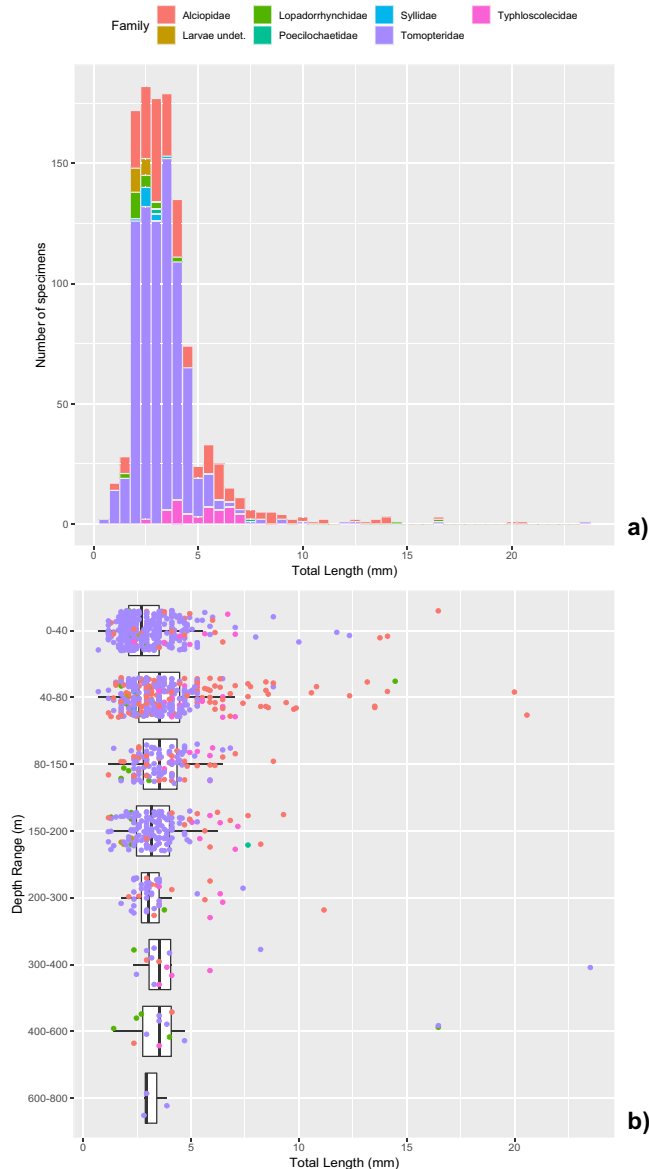 Family
Alciopidae
Lopadorrhynchidae
Syllidae
Typhloscolecidae
Larvae undet.
Poecilochaetidae
Tomopteridae
Number of specimens
150
100
50
0
0
5
10
15
20
Total Length (mm)
a)
Depth Range (m)
0-40
40-80
80-150
150-200
200-300
300-400
400-600
600-800
0
5
10
15
20
Total Length (mm)
b)